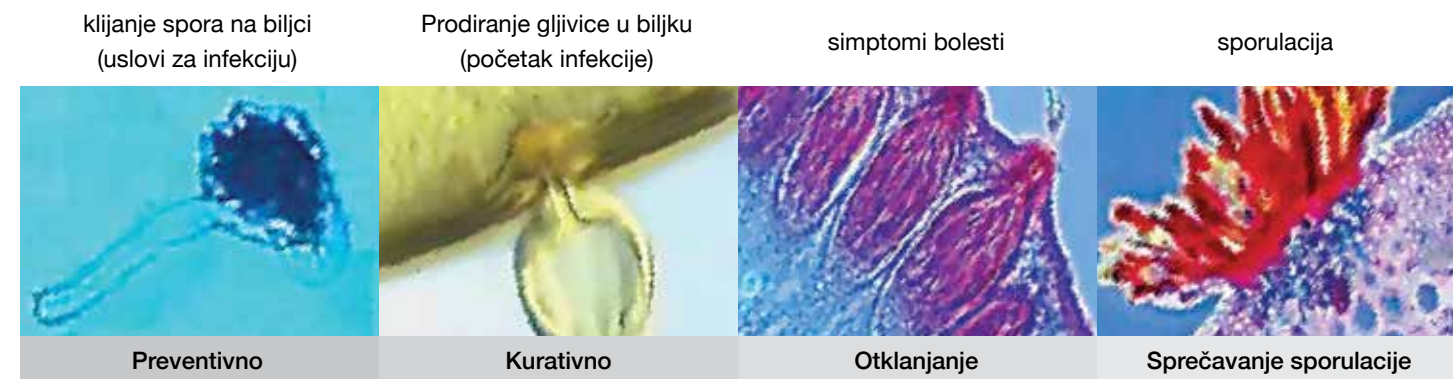 klijanje spora na biljci
(uslovi za infekciju)
Prodiranje gljivice u biljku
(početak infekcije)
simptomi bolesti
sporulacija
Preventivno
Kurativno
Otklanjanje
Sprečavanje sporulacije